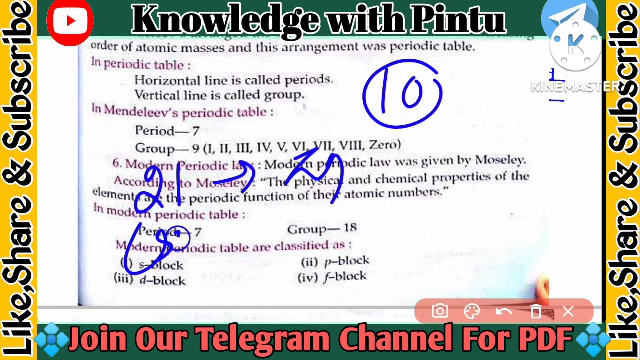 Knowledge with Pintu
order of atomic masses and this arrangement was periodic table.
In periodic table :
Horizontal line is called periods.
Vertical line is called group.
In Mendeleev's periodic table :
Period— 7
Group— 9 (I, II, III, IV, V, VI, VII, VIII, Zero)
6. Modern Periodic law : Modern periodic law was given by Moseley.
According to Moseley : "The physical and chemical properties of the
elements are the periodic function of their atomic numbers."
In modern periodic table :
Period— 7 Group— 18
Modern periodic table are classified as :
(i) s–block (ii) p–block
(iii) d–block (iv) f–block
10
21
KINEMASTER
Like,Share & Subscribe
Like,Share & Subscribe
Join Our Telegram Channel For PDF